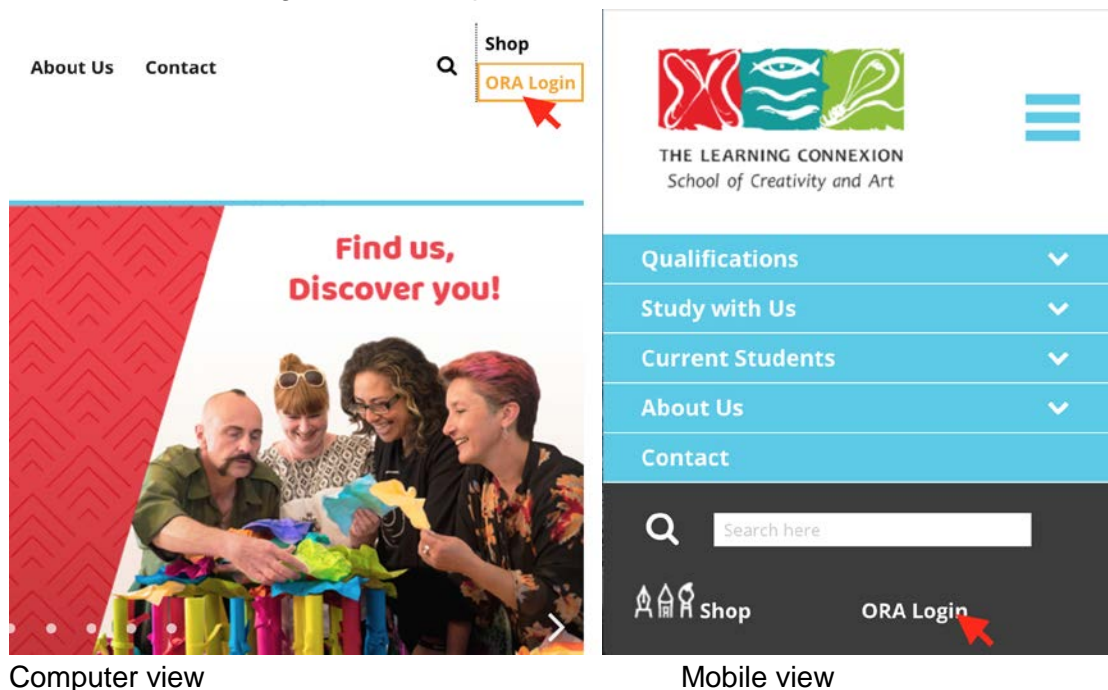 Shop
About Us Contact
ORA Login
Find us,
Discover you!
Computer view
THE LEARNING CONNEXION
School of Creativity and Art
Qualifications
Study with Us
Current Students
About Us
Contact
Search here
Shop ORA Login
Mobile view